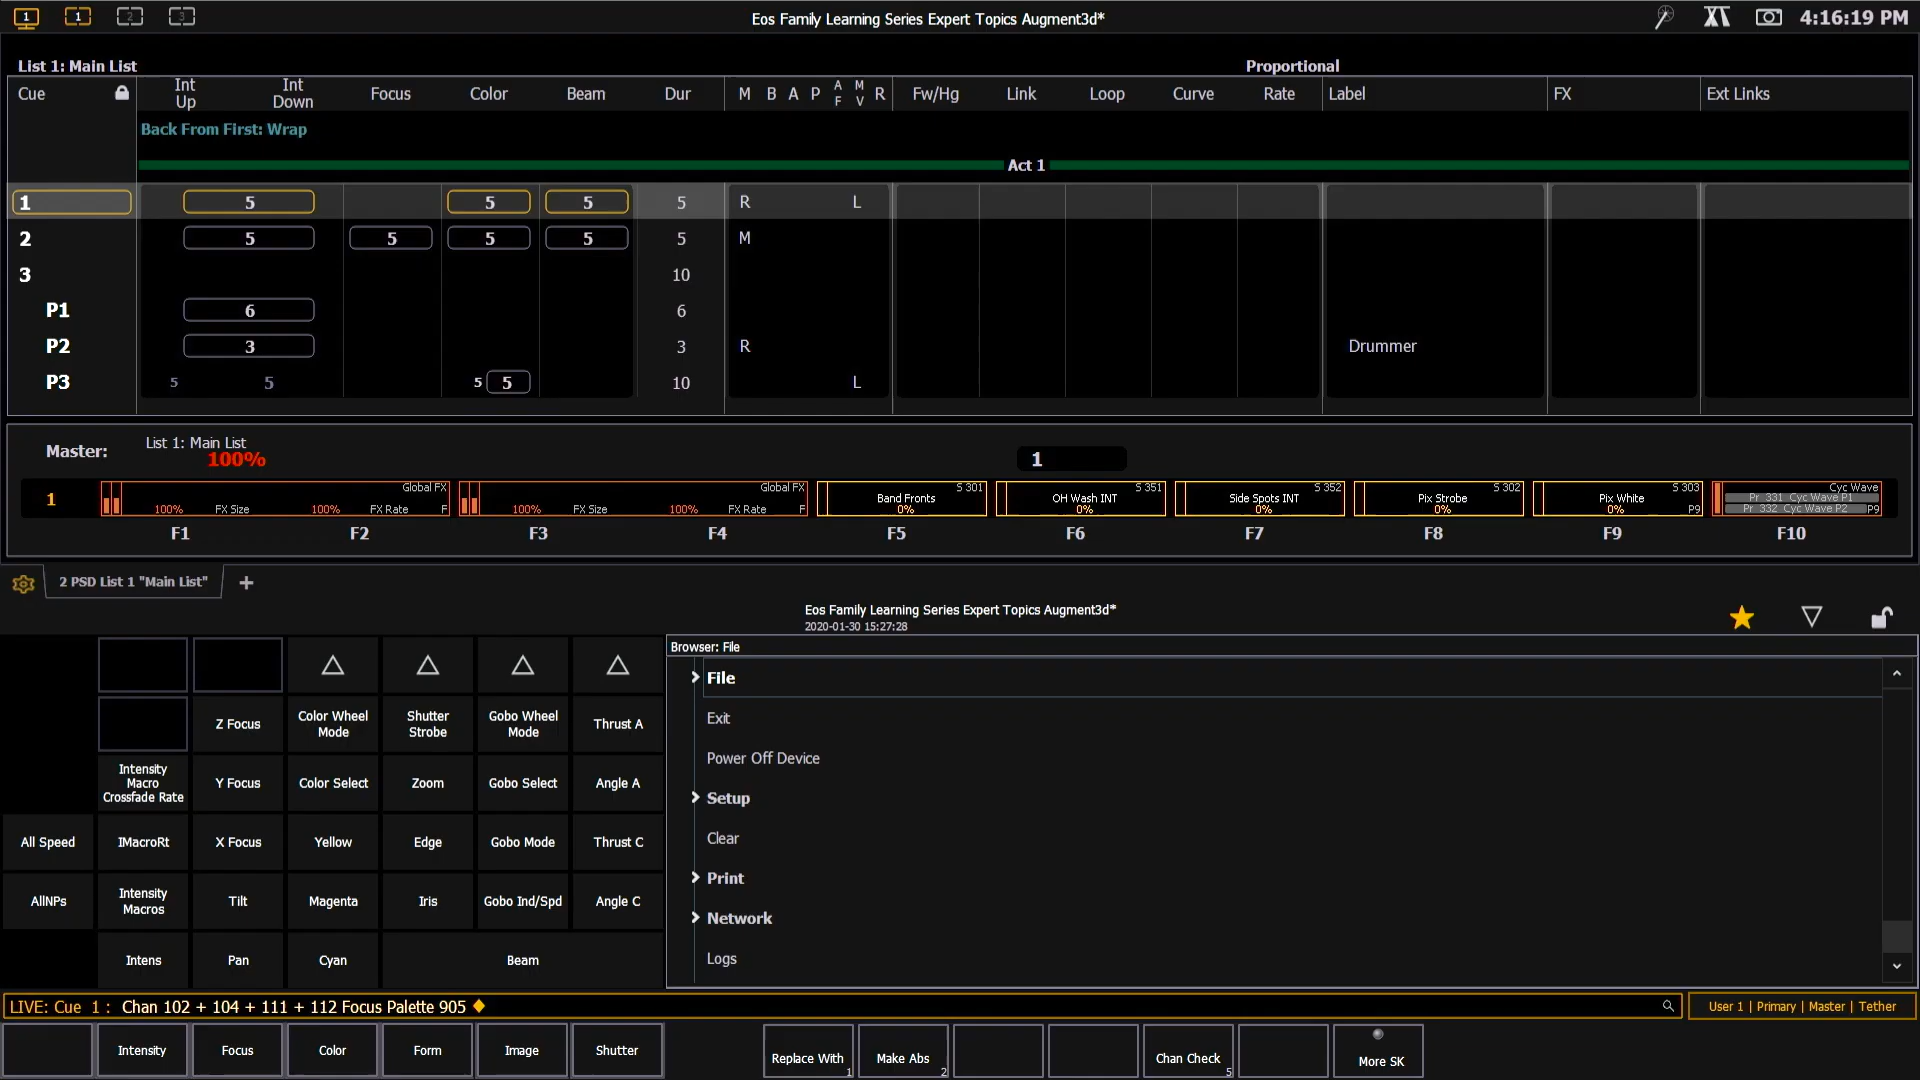 1 1 2 3 Eos Family Learning Series Expert Topics Augment3d* 4:16:19 PM
List 1: Main List Proportional
Cue Int Up Int Down Focus Color Beam Dur M B A P AF MV R Fw/Hg Link Loop Curve Rate Label FX Ext Links
Back From First: Wrap
Act 1
1 5 5 5 5 R L
2 5 5 5 5 5 M
3 10
P1 6 6
P2 3 3 R Drummer
P3 5 5 5 5 10 L
Master: List 1: Main List
100% 1
1 100% FX Size 100% FX Rate Global FX F 100% FX Size 100% FX Rate Global FX F S 301 Band Fronts 0% S 351 OH Wash INT 0% S 352 Side Spots INT 0% S 302 Pix Strobe 0% S 303 Pix White 0% P9 Cyc Wave Pr 331 Cyc Wave P1 Pr 332 Cyc Wave P2 P9
F1 F2 F3 F4 F5 F6 F7 F8 F9 F10
2 PSD List 1 "Main List" +
Eos Family Learning Series Expert Topics Augment3d*
2020-01-30 15:27:28
Z Focus Color Wheel Mode Shutter Strobe Gobo Wheel Mode Thrust A
Intensity Macro Crossfade Rate Y Focus Color Select Zoom Gobo Select Angle A
All Speed IMacroRt X Focus Yellow Edge Gobo Mode Thrust C
AllNPs Intensity Macros Tilt Magenta Iris Gobo Ind/Spd Angle C
Intens Pan Cyan Beam
Browser: File
File
Exit
Power Off Device
Setup
Clear
Print
Network
Logs
LIVE: Cue 1 : Chan 102 + 104 + 111 + 112 Focus Palette 905 User 1 | Primary | Master | Tether
Intensity Focus Color Form Image Shutter Replace With 1 Make Abs 2 Chan Check 5 More SK